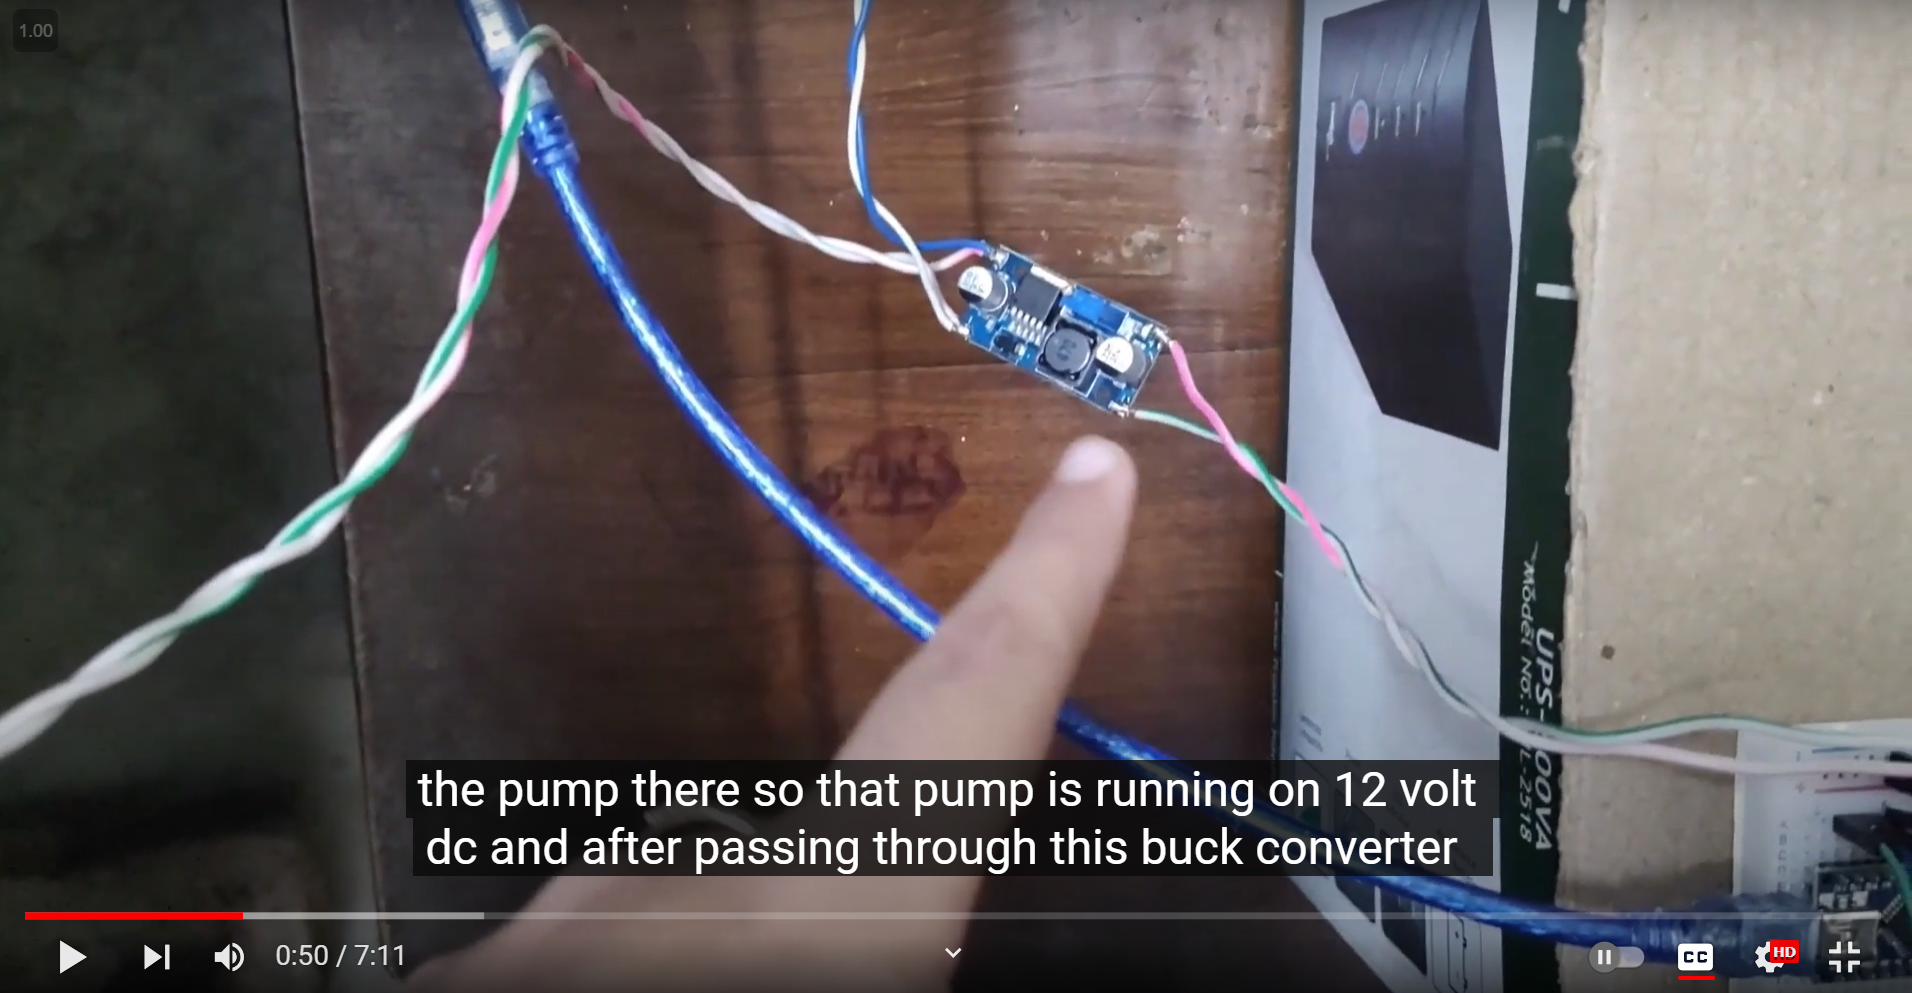 1.00
Model No.:
UPS-
the pump there so that pump is running on 12 volt
dc and after passing through this buck converter
0:50 / 7:11
CC
HD